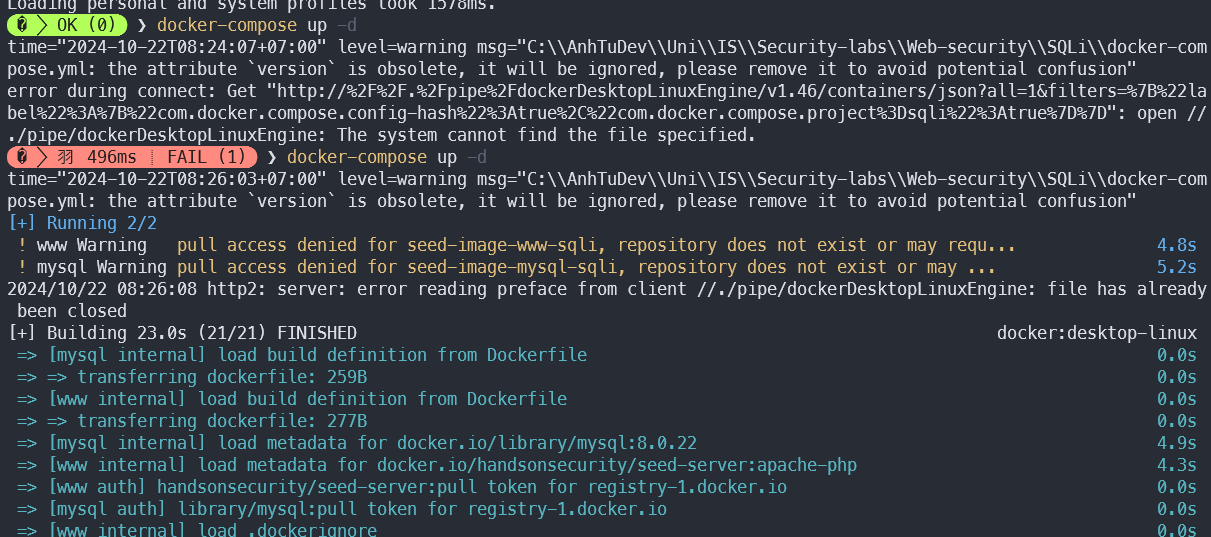 Loading personal and system profiles took 1578ms.
� OK (0) ❯ docker-compose up -d
time="2024-10-22T08:24:07+07:00" level=warning msg="C:\\AnhTuDev\\Uni\\IS\\Security-labs\\Web-security\\SQLi\\docker-com
pose.yml: the attribute `version` is obsolete, it will be ignored, please remove it to avoid potential confusion"
error during connect: Get "http://%2F%2F.%2Fpipe%2FdockerDesktopLinuxEngine/v1.46/containers/json?all=1&filters=%7B%22la
bel%22%3A%7B%22com.docker.compose.config-hash%22%3Atrue%2C%22com.docker.compose.project%3Dsqli%22%3Atrue%7D%7D": open //
./pipe/dockerDesktopLinuxEngine: The system cannot find the file specified.
� 羽 496ms ┊ FAIL (1) ❯ docker-compose up -d
time="2024-10-22T08:26:03+07:00" level=warning msg="C:\\AnhTuDev\\Uni\\IS\\Security-labs\\Web-security\\SQLi\\docker-com
pose.yml: the attribute `version` is obsolete, it will be ignored, please remove it to avoid potential confusion"
[+] Running 2/2
! www Warning pull access denied for seed-image-www-sqli, repository does not exist or may requ... 4.8s
! mysql Warning pull access denied for seed-image-mysql-sqli, repository does not exist or may ... 5.2s
2024/10/22 08:26:08 http2: server: error reading preface from client //./pipe/dockerDesktopLinuxEngine: file has already
been closed
[+] Building 23.0s (21/21) FINISHED docker:desktop-linux
=> [mysql internal] load build definition from Dockerfile 0.0s
=> => transferring dockerfile: 259B 0.0s
=> [www internal] load build definition from Dockerfile 0.0s
=> => transferring dockerfile: 277B 0.0s
=> [mysql internal] load metadata for docker.io/library/mysql:8.0.22 4.9s
=> [www internal] load metadata for docker.io/handsonsecurity/seed-server:apache-php 4.3s
=> [www auth] handsonsecurity/seed-server:pull token for registry-1.docker.io 0.0s
=> [mysql auth] library/mysql:pull token for registry-1.docker.io 0.0s
=> [www internal] load .dockerignore 0.0s